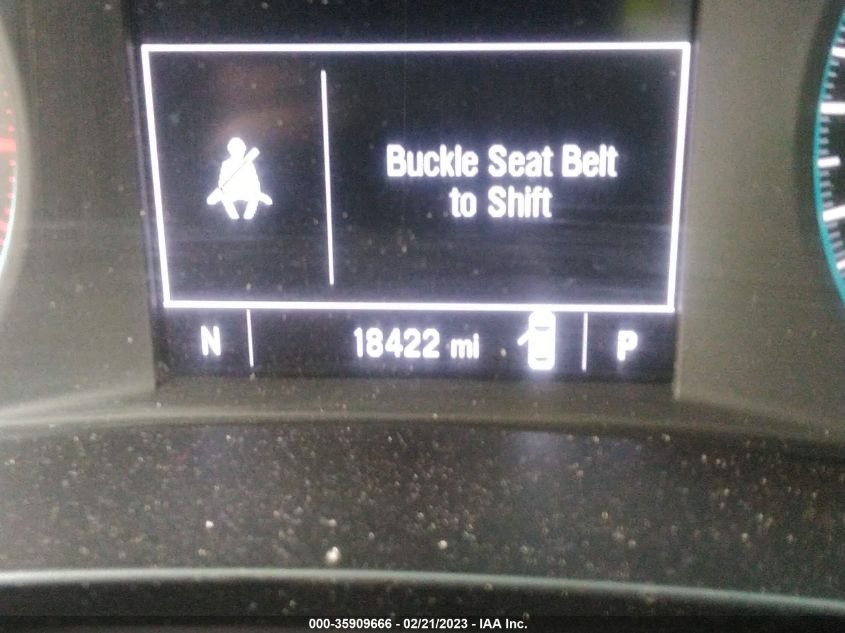 Buckle Seat Belt
to Shift
N 18422 mi P
000-35909666 - 02/21/2023 - IAA Inc.